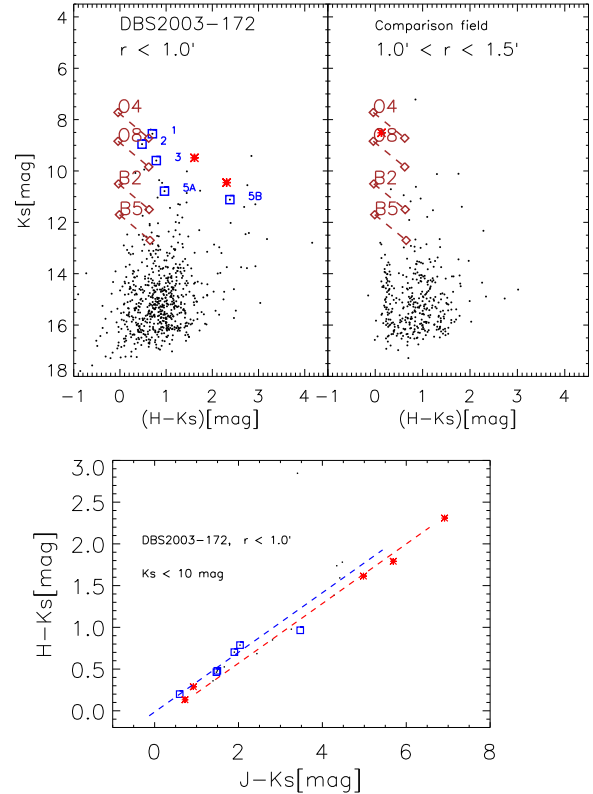 DBS2003-172
r < 1.0'
Comparison field
1.0' < r < 1.5'
4
6
8
10
12
14
16
18
Ks[mag]
O4
O8
B2
B5
1
2
3
5A
5B
O4
O8
B2
B5
-1 0 1 2 3 4 -1 0 1 2 3 4
(H-Ks)[mag]
(H-Ks)[mag]
3.0
2.5
2.0
1.5
1.0
0.5
0.0
H-Ks[mag]
DBS2003-172, r < 1.0'
Ks < 10 mag
0 2 4 6 8
J-Ks[mag]